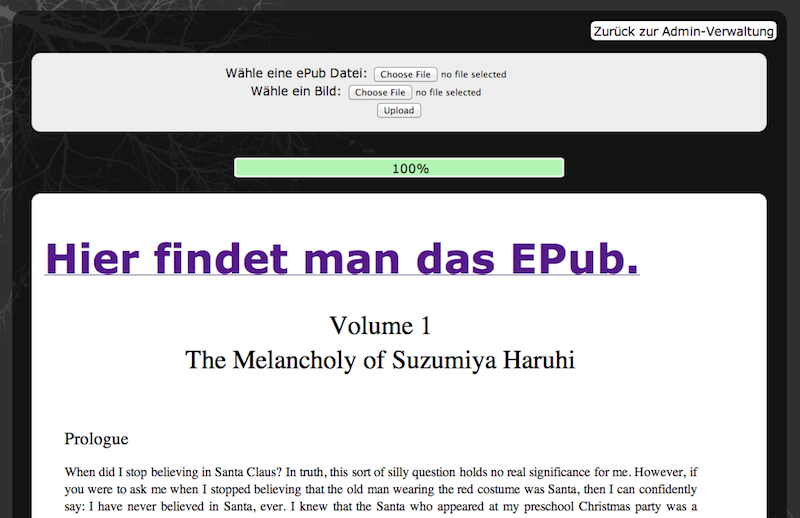 Zurück zur Admin-Verwaltung
Wähle eine ePub Datei: Choose File no file selected
Wähle ein Bild: Choose File no file selected
Upload
100%
Hier findet man das EPub.
Volume 1
The Melancholy of Suzumiya Haruhi
Prologue
When did I stop believing in Santa Claus? In truth, this sort of silly question holds no real significance for me. However, if
you were to ask me when I stopped believing that the old man wearing the red costume was Santa, then I can confidently
say: I have never believed in Santa, ever. I knew that the Santa who appeared at my preschool Christmas party was a